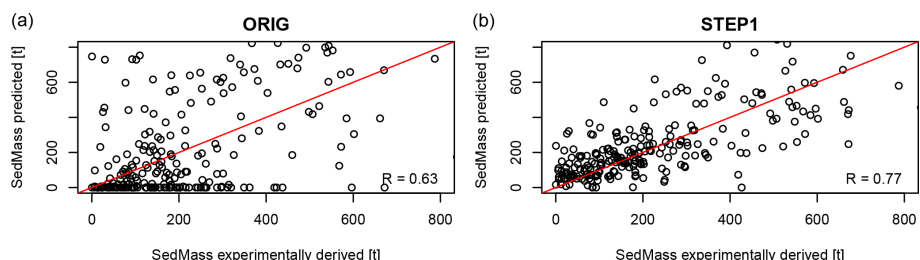 (a)
ORIG
SedMass predicted [t]
600
200
0
R = 0.63
0
200
400
600
800
SedMass experimentally derived [t]
(b)
STEP1
SedMass predicted [t]
600
200
0
R = 0.77
0
200
400
600
800
SedMass experimentally derived [t]